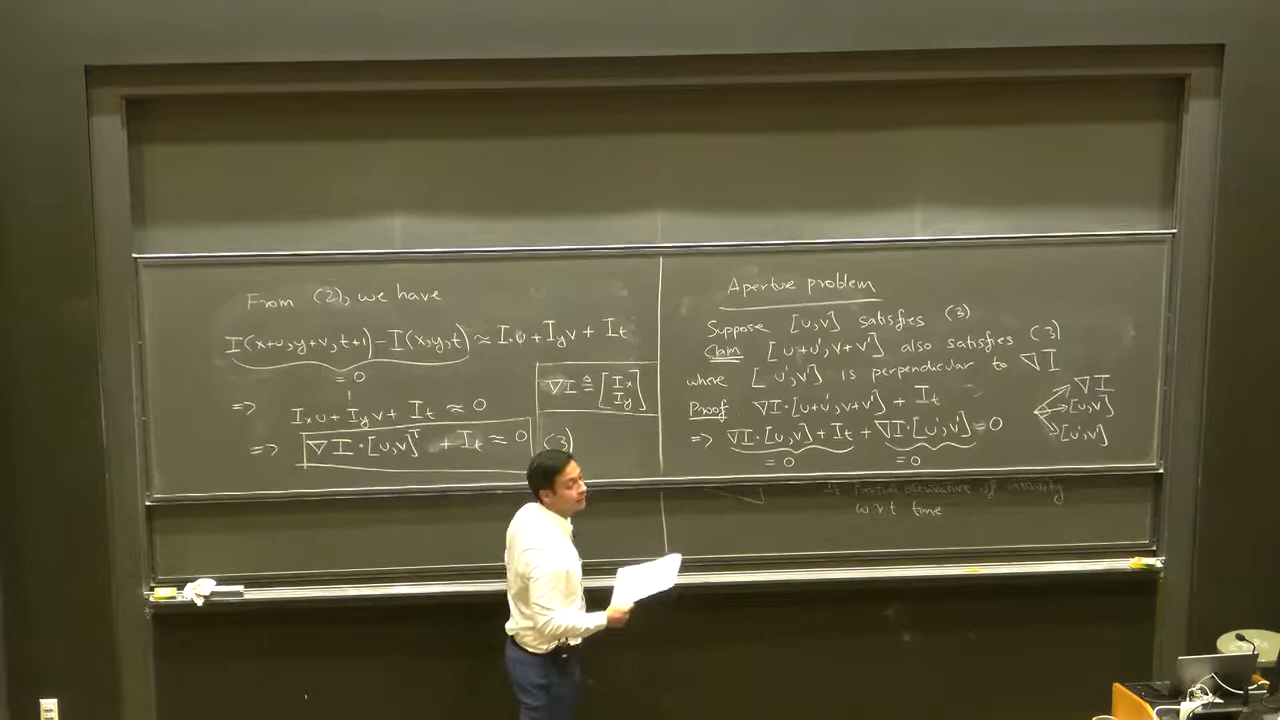 From (2), we have
I(x+u, y+v, t+1) - I(x,y,t) ≈ Ixu + Iyv + It
= 0
=> Ixu + Iyv + It ≈ 0
=> ∇I · [u,v]ᵀ + It ≈ 0 (3)
∇I ≙ [Ix Iy]
Aperture problem
Suppose [u,v] satisfies (3)
Claim [u+u', v+v'] also satisfies (3)
where [u',v'] is perpendicular to ∇I
Proof ∇I · [u+u', v+v'] + It
=> ∇I · [u,v] + It + ∇I · [u',v'] = 0
= 0 = 0
∇I
[u,v]
[u',v']
It Partial derivative of intensity
w.r.t time